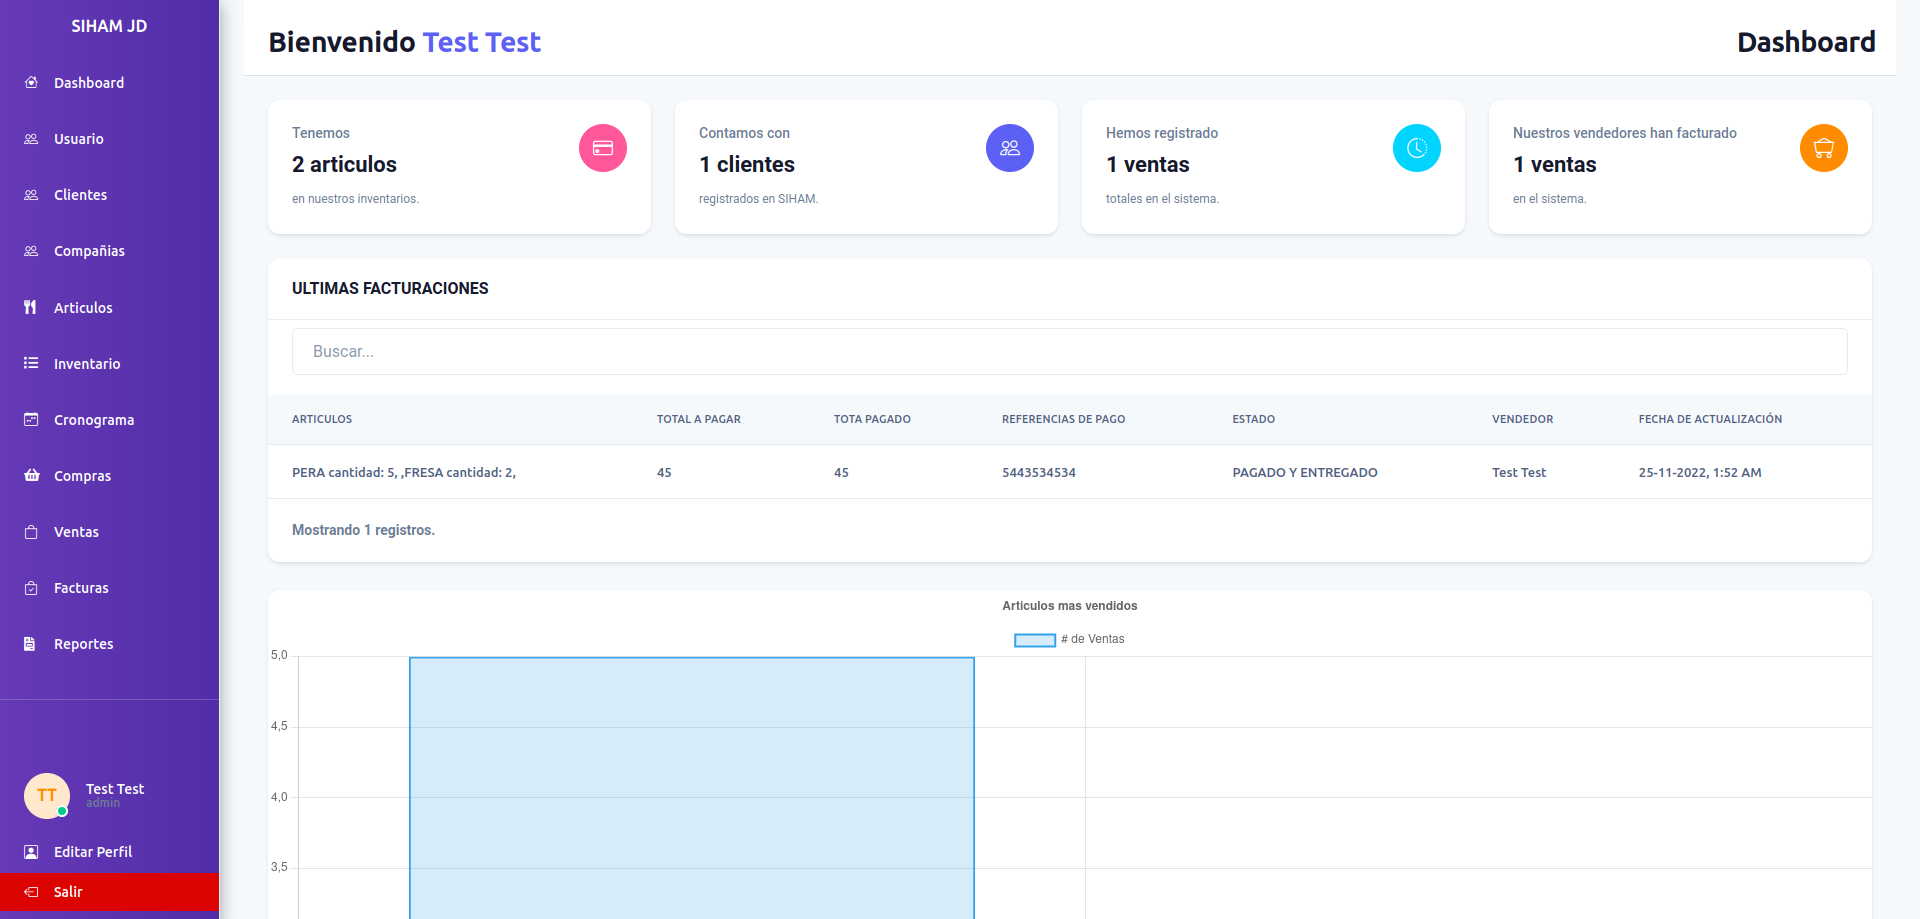 SIHAM JD
Dashboard
Usuario
Clientes
Compañias
Articulos
Inventario
Cronograma
Compras
Ventas
Facturas
Reportes
TT
Test Test
admin
Editar Perfil
Salir
Bienvenido Test Test
Dashboard
Tenemos
2 articulos
en nuestros inventarios.
Contamos con
1 clientes
registrados en SIHAM.
Hemos registrado
1 ventas
totales en el sistema.
Nuestros vendedores han facturado
1 ventas
en el sistema.
ULTIMAS FACTURACIONES
Buscar...
ARTICULOS TOTAL A PAGAR TOTA PAGADO REFERENCIAS DE PAGO ESTADO VENDEDOR FECHA DE ACTUALIZACIÓN
PERA cantidad: 5, ,FRESA cantidad: 2, 45 45 5443534534 PAGADO Y ENTREGADO Test Test 25-11-2022, 1:52 AM
Mostrando 1 registros.
Articulos mas vendidos
# de Ventas
5,0
4,5
4,0
3,5